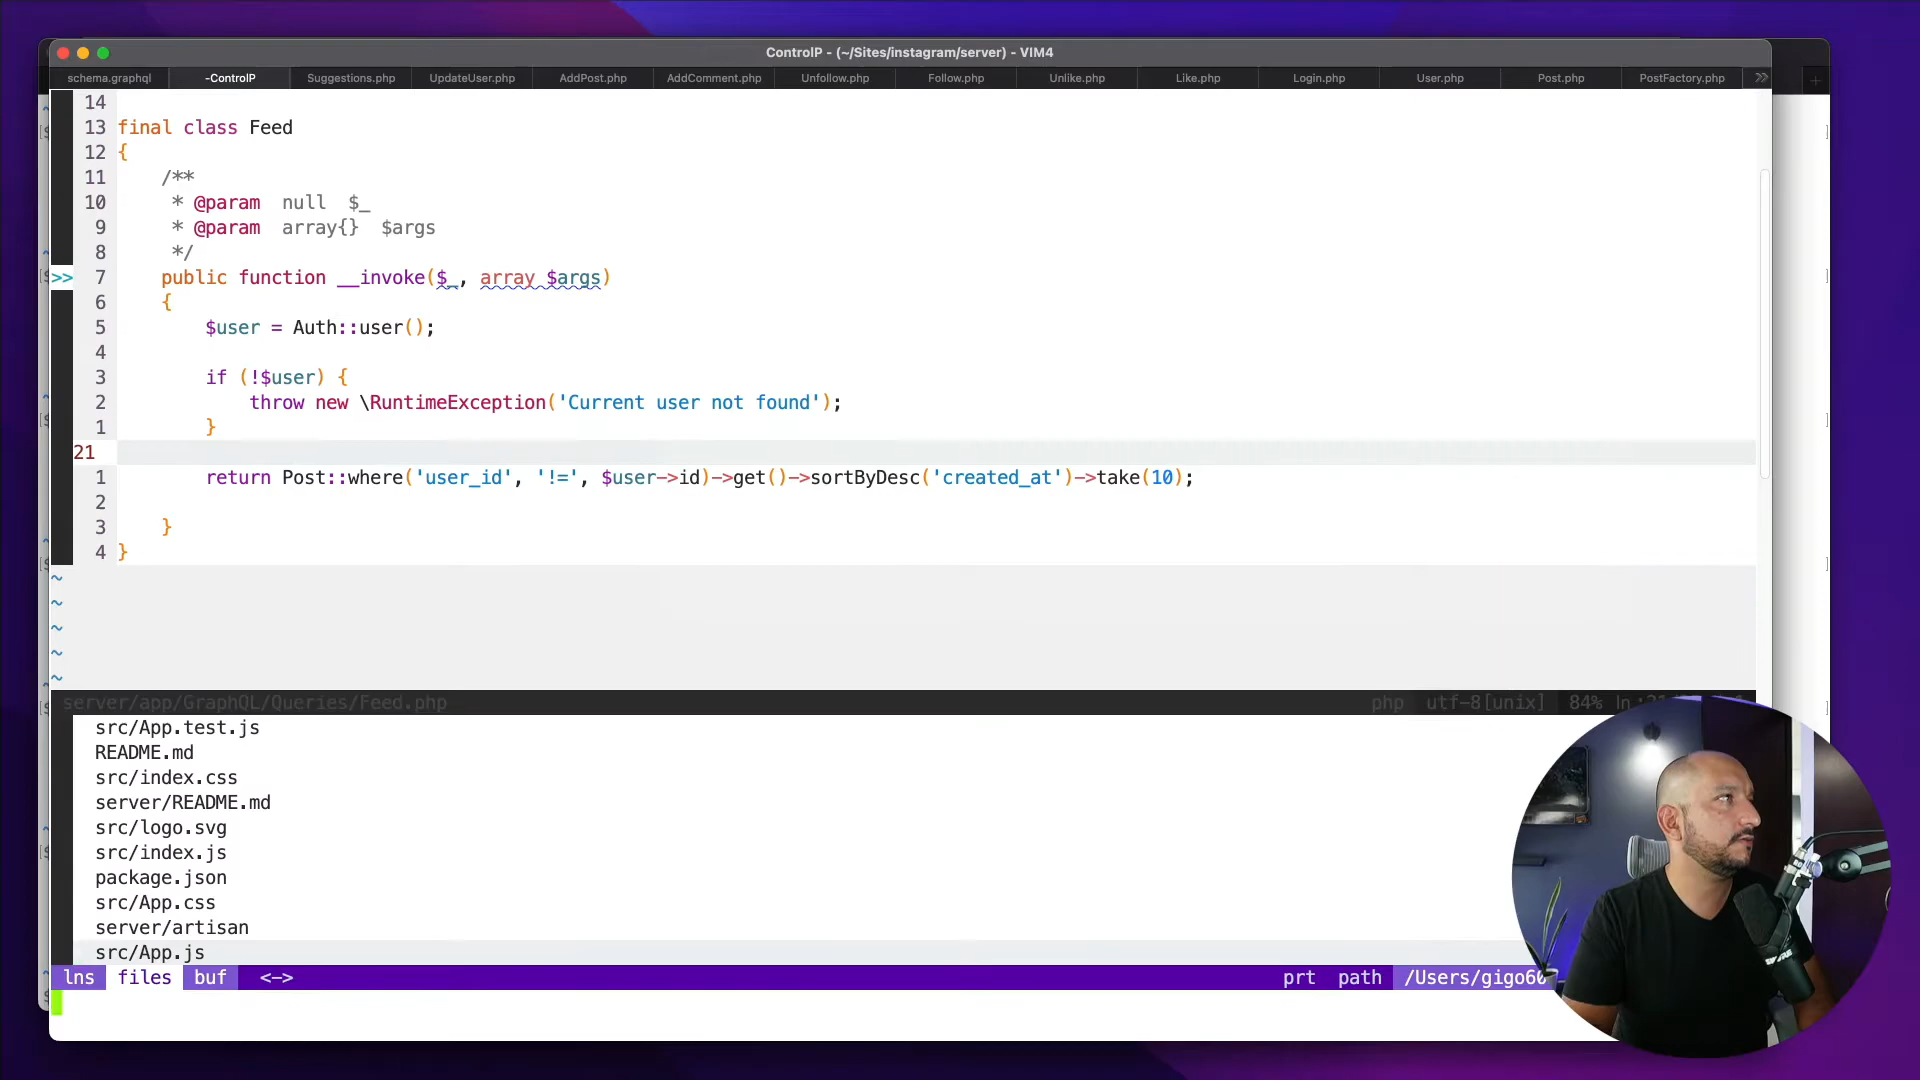 ControlP - (~/Sites/instagram/server) - VIM4
schema.graphql -ControlP Suggestions.php UpdateUser.php AddPost.php AddComment.php Unfollow.php Follow.php Unlike.php Like.php Login.php User.php Post.php PostFactory.php >>
14
13 final class Feed
12 {
11 /**
10 * @param null $_
9 * @param array{} $args
8 */
>> 7 public function __invoke($_, array $args)
6 {
5 $user = Auth::user();
4
3 if (!$user) {
2 throw new \RuntimeException('Current user not found');
1 }
21
1 return Post::where('user_id', '!=', $user->id)->get()->sortByDesc('created_at')->take(10);
2
3 }
4 }
~
~
~
~
~
server/app/GraphQL/Queries/Feed.php php utf-8[unix] 84%
src/App.test.js
README.md
src/index.css
server/README.md
src/logo.svg
src/index.js
package.json
src/App.css
server/artisan
src/App.js
lns files buf <-> prt path /Users/gigo60